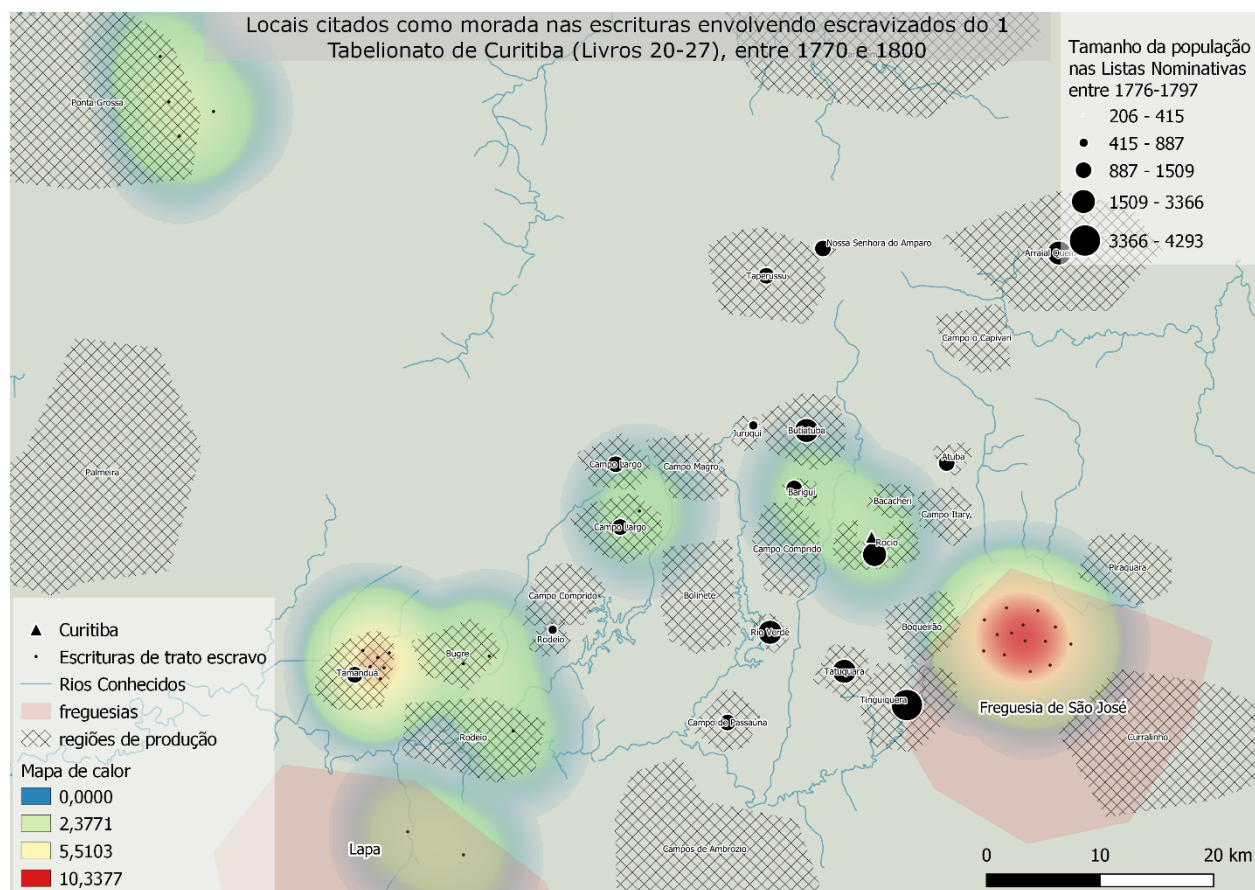 Locais citados como morada nas escrituras envolvendo escravizados do 1
Tabelionato de Curitiba (Livros 20-27), entre 1770 e 1800
Tamanho da população
nas Listas Nominativas
entre 1776-1797
206 - 415
415 - 887
887 - 1509
1509 - 3366
3366 - 4293
Ponta Grossa
Nossa Senhora do Amparo
Arraial
Taperussu
Campo o Capivari
Palmeira
Juruqui
Butiatuba
Campo Largo
Campo Magro
Atuba
Barigui
Bacacheri
Campo Itary,
Campo Largo
Rocio
Campo Comprido
Piraquara
Campo Comprido
Bolinete
Boqueirão
Rodeio
Rio Verde
Bugre
Tamanduá
Tatuquara
Tinguiquera
Freguesia de São José
Campo de Passauna
Rodeio
Curralinho
Lapa
Campos de Ambrozio
Curitiba
Escrituras de trato escravo
Rios Conhecidos
freguesias
regiões de produção
Mapa de calor
0,0000
2,3771
5,5103
10,3377
0 10 20 km